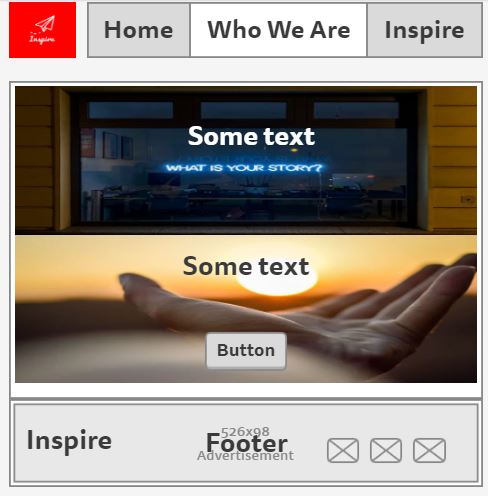 Inspire
Home
Who We Are
Inspire
Some text
WHAT IS YOUR STORY?
Some text
Button
Inspire
526x98
Footer
Advertisement